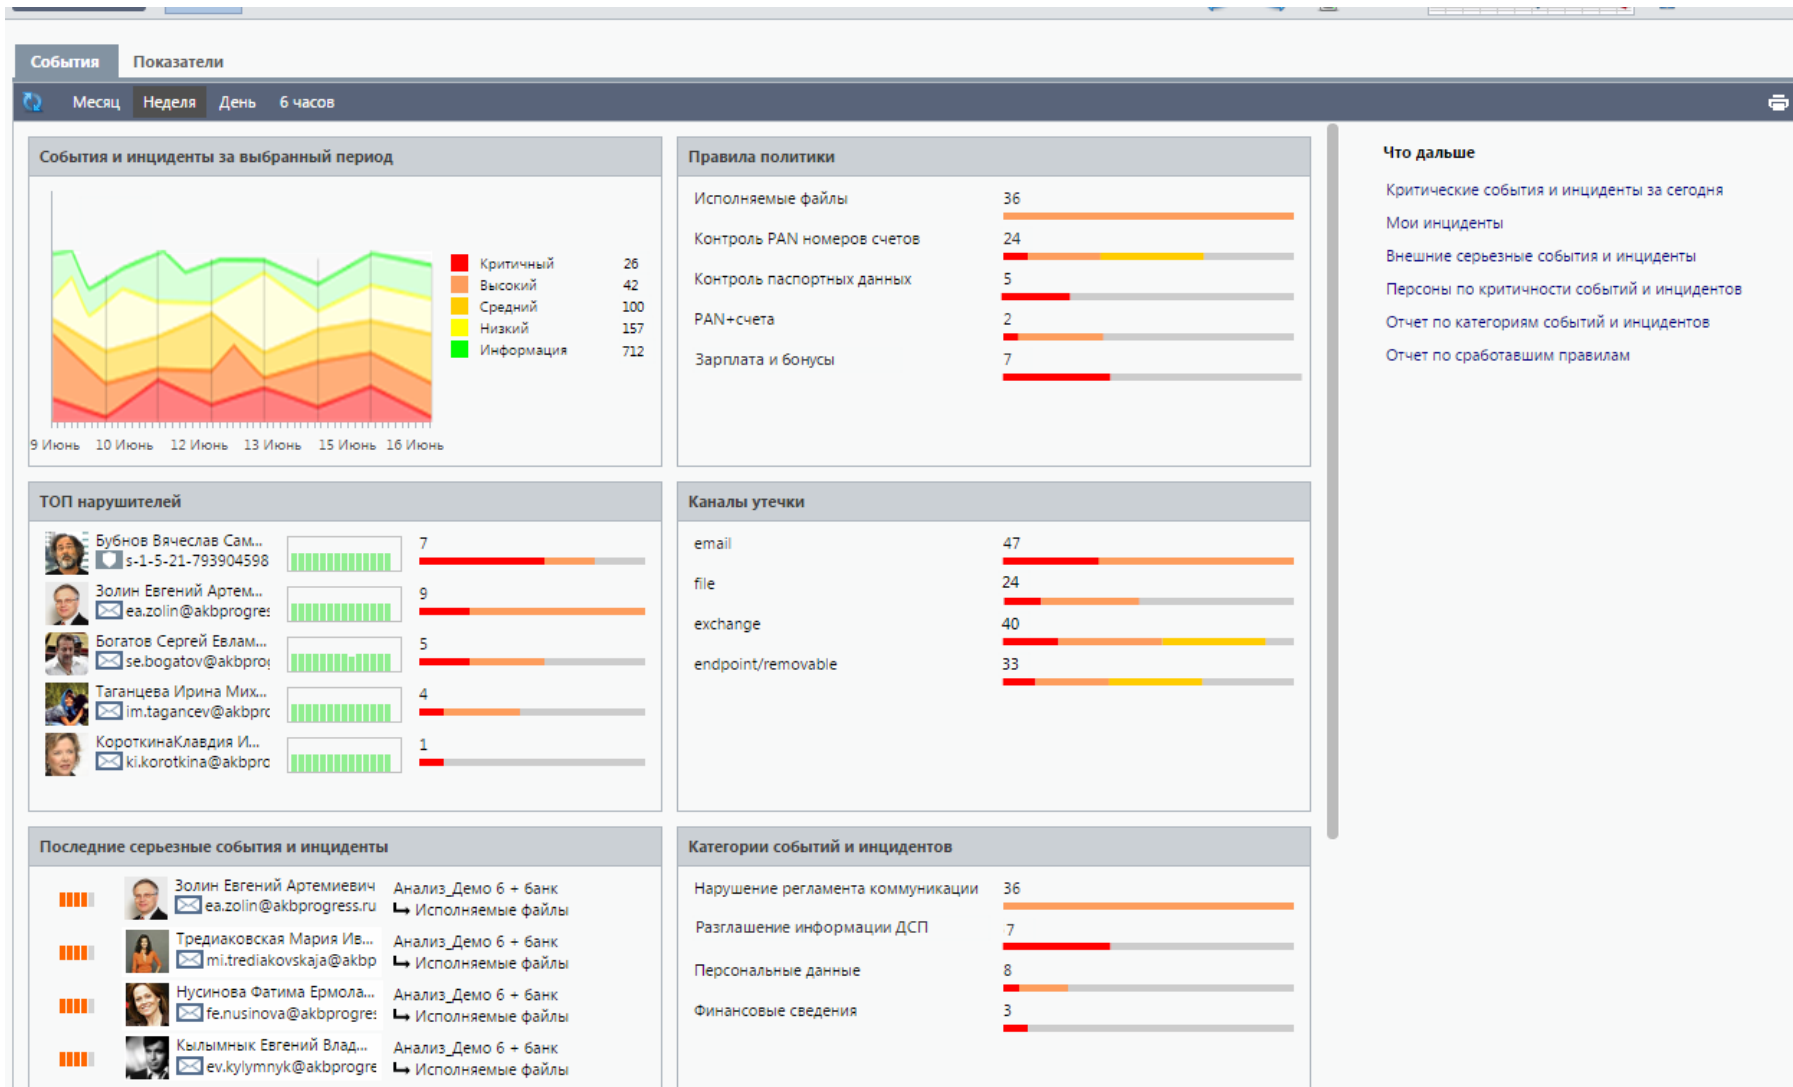 События
Показатели
Месяц
Неделя
День
6 часов
События и инциденты за выбранный период
Критичный 26
Высокий 42
Средний 100
Низкий 157
Информация 712
9 Июнь 10 Июнь 12 Июнь 13 Июнь 15 Июнь 16 Июнь
Правила политики
Исполняемые файлы 36
Контроль PAN номеров счетов 24
Контроль паспортных данных 5
PAN+счета 2
Зарплата и бонусы 7
Что дальше
Критические события и инциденты за сегодня
Мои инциденты
Внешние серьезные события и инциденты
Персоны по критичности событий и инцидентов
Отчет по категориям событий и инцидентов
Отчет по сработавшим правилам
ТОП нарушителей
Бубнов Вячеслав Сам... 7
s-1-5-21-793904598
Золин Евгений Артем... 9
ea.zolin@akbprogres
Богатов Сергей Евлам... 5
se.bogatov@akbprog
Таганцева Ирина Мих... 4
im.tagancev@akbprc
КороткинаКлавдия И... 1
ki.korotkina@akbprc
Каналы утечки
email 47
file 24
exchange 40
endpoint/removable 33
Последние серьезные события и инциденты
Золин Евгений Артемиевич Анализ_Демо 6 + банк
ea.zolin@akbprogress.ru Исполняемые файлы
Тредиаковская Мария Ив... Анализ_Демо 6 + банк
mi.trediakovskaja@akbp Исполняемые файлы
Нусинова Фатима Ермола... Анализ_Демо 6 + банк
fe.nusinova@akbprogres Исполняемые файлы
Кылымнык Евгений Влад... Анализ_Демо 6 + банк
ev.kylymnyk@akbprogre Исполняемые файлы
Категории событий и инцидентов
Нарушение регламента коммуникации 36
Разглашение информации ДСП 7
Персональные данные 8
Финансовые сведения 3